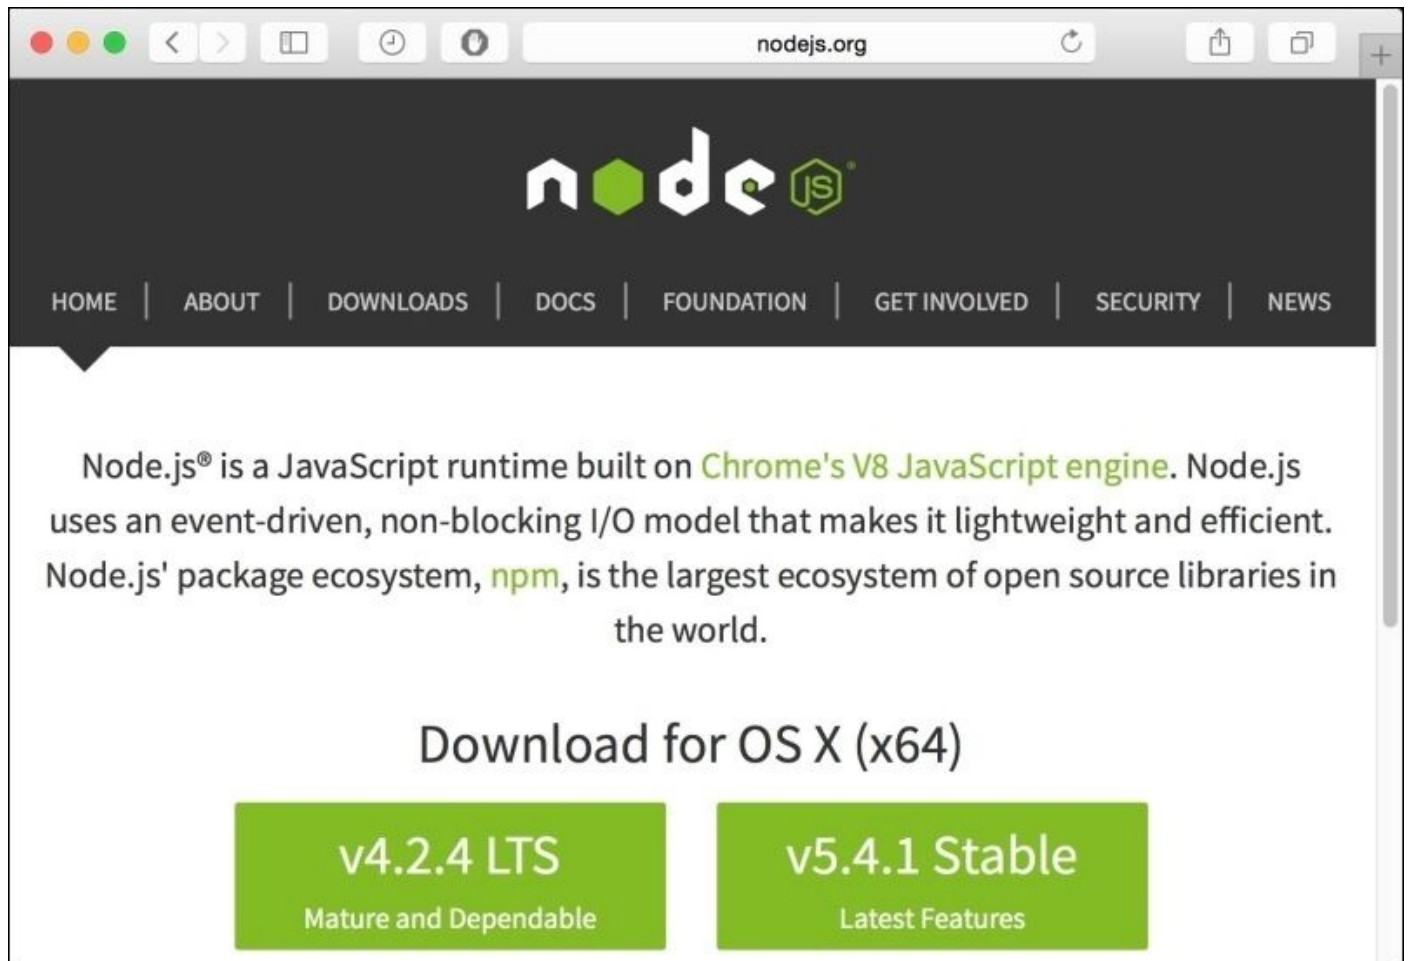 nodejs.org
node JS®
HOME | ABOUT | DOWNLOADS | DOCS | FOUNDATION | GET INVOLVED | SECURITY | NEWS
Node.js® is a JavaScript runtime built on Chrome's V8 JavaScript engine. Node.js
uses an event-driven, non-blocking I/O model that makes it lightweight and efficient.
Node.js' package ecosystem, npm, is the largest ecosystem of open source libraries in
the world.
Download for OS X (x64)
v4.2.4 LTS
Mature and Dependable
v5.4.1 Stable
Latest Features